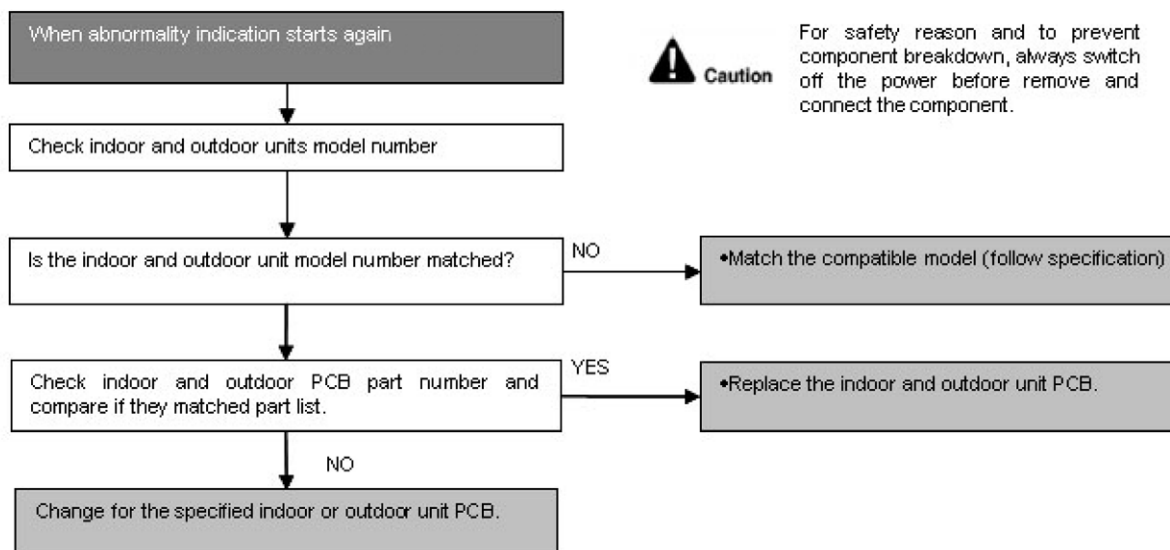 When abnormality indication starts again
Caution
For safety reason and to prevent
component breakdown, always switch
off the power before remove and
connect the component.
Check indoor and outdoor units model number
Is the indoor and outdoor unit model number matched?
NO
•Match the compatible model (follow specification)
Check indoor and outdoor PCB part number and
compare if they matched part list.
YES
•Replace the indoor and outdoor unit PCB.
NO
Change for the specified indoor or outdoor unit PCB.